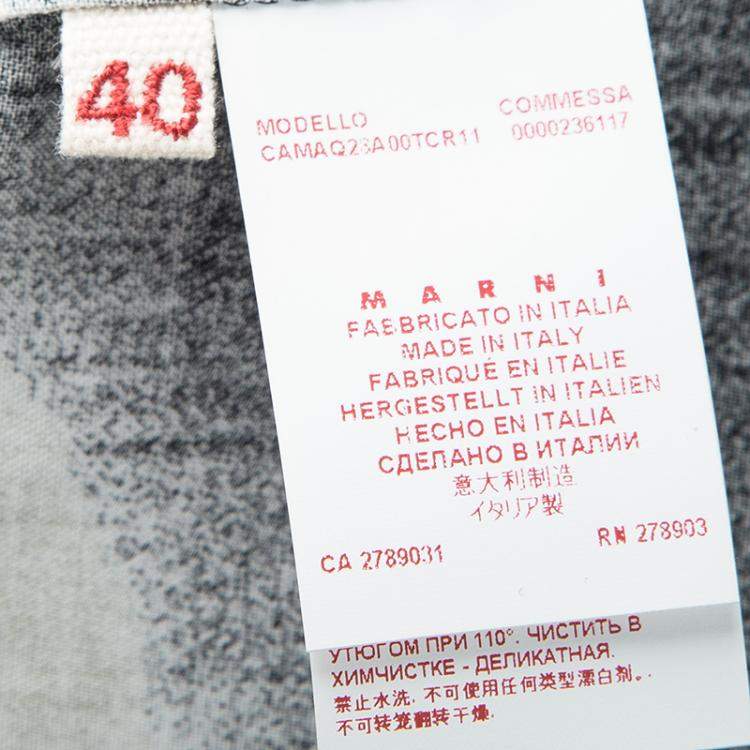 40
MODELLO COMMESSA
CAMAQ28A00TCR11 0000236117
MARNI
FABBRICATO IN ITALIA
MADE IN ITALY
FABRIQUÉ EN ITALIE
HERGESTELLT IN ITALIEN
HECHO EN ITALIA
СДЕЛАНО В ИТАЛИИ
意大利制造
イタリア製
CA 2789031 RN 278903
УТЮГОМ ПРИ 110°. ЧИСТИТЬ В
ХИМЧИСТКЕ - ДЕЛИКАТНАЯ.
禁止水洗. 不可使用任何类型漂白剂。.
不可转笼翻转干燥.